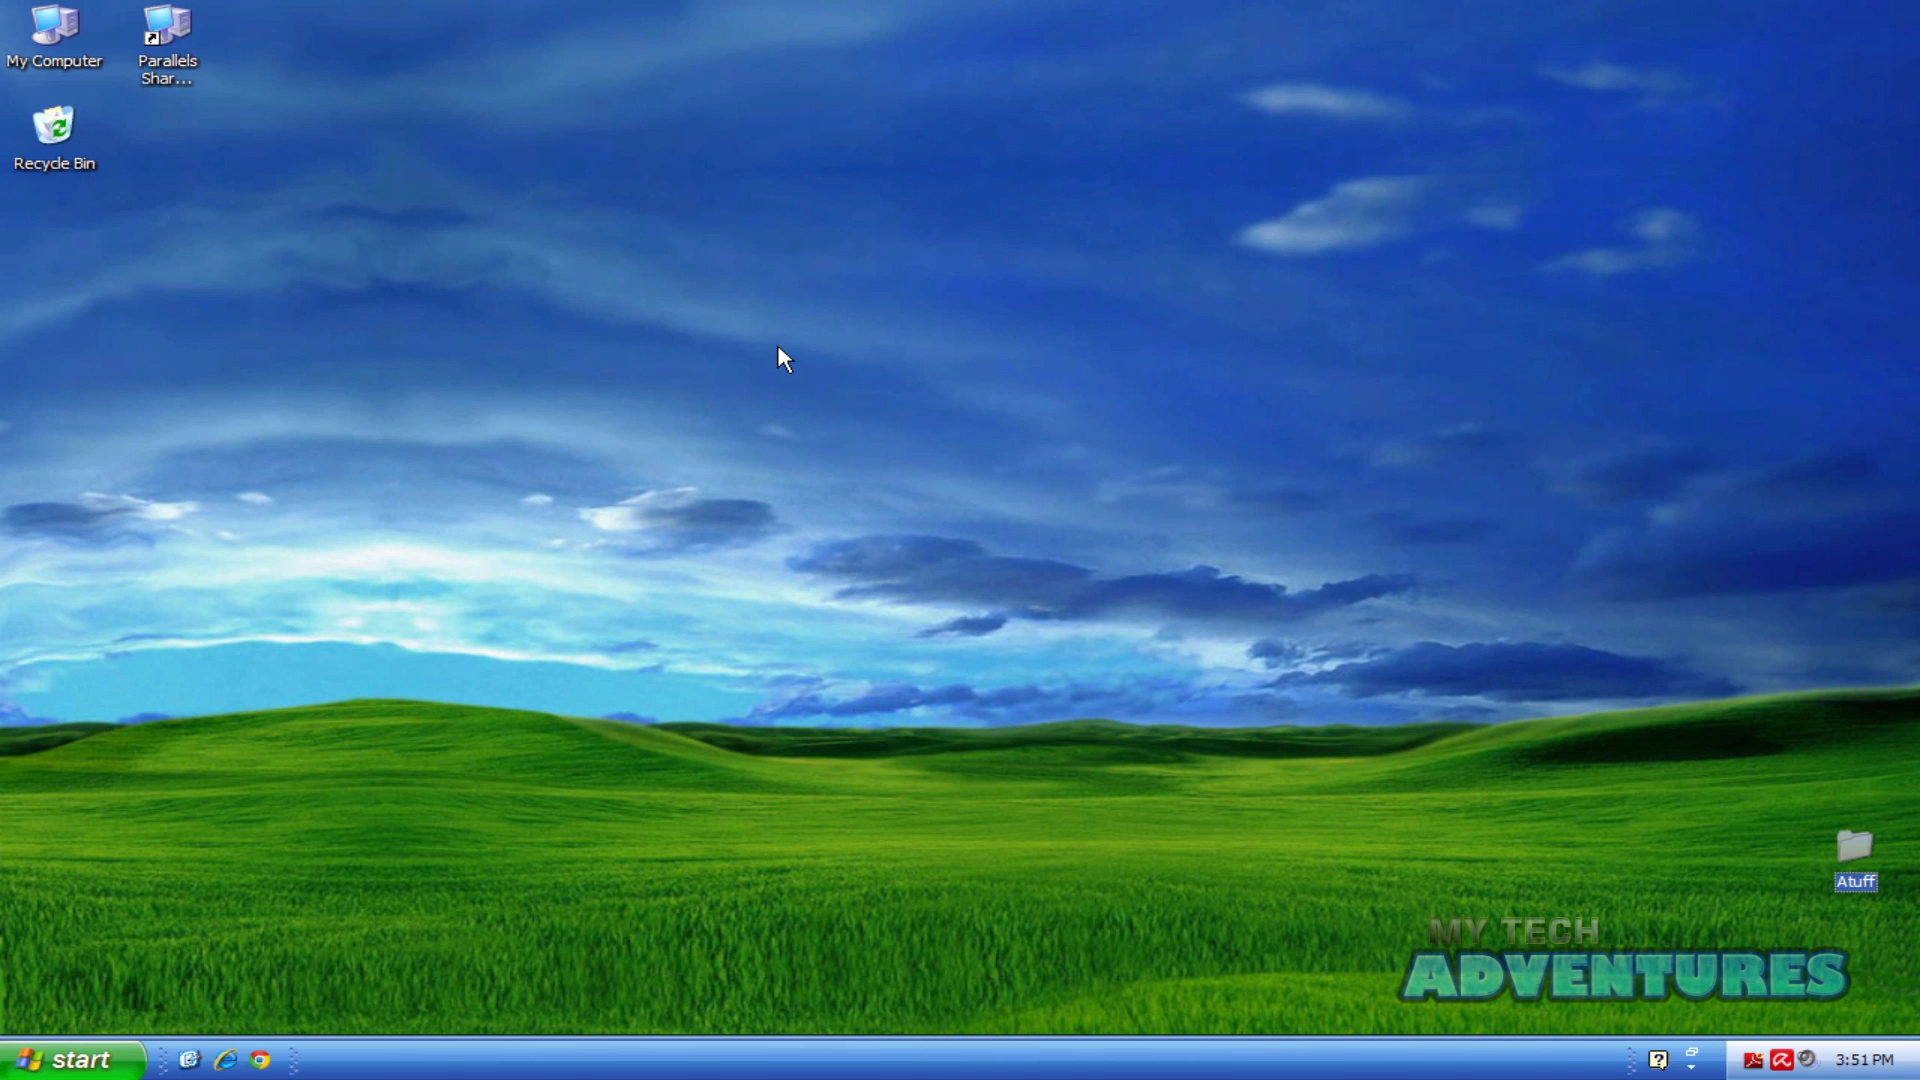 My Computer
Parallels
Shar...
Recycle Bin
Atuff
MY TECH
ADVENTURES
start
3:51 PM